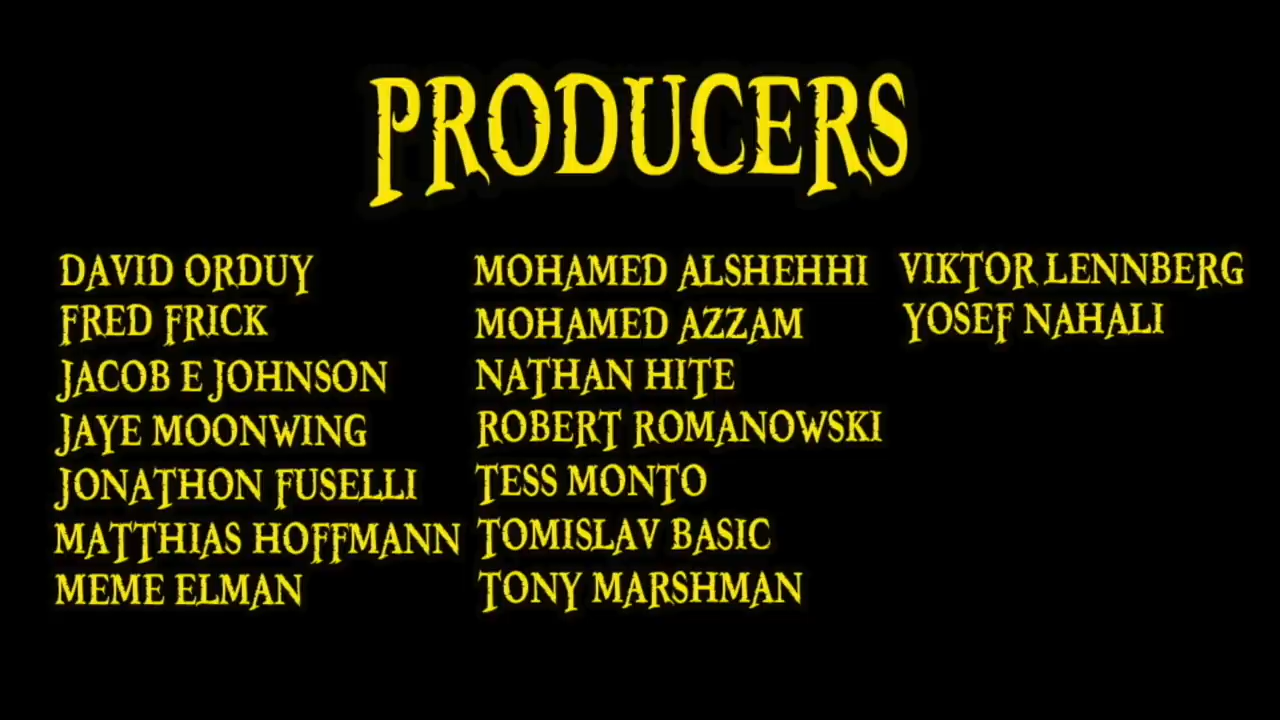 PRODUCERS
DAVID ORDUY
FRED FRICK
JACOB E JOHNSON
JAYE MOONWING
JONATHON FUSELLI
MATTHIAS HOFFMANN
MEME ELMAN
MOHAMED ALSHEHHI
MOHAMED AZZAM
NATHAN HITE
ROBERT ROMANOWSKI
TESS MONTO
TOMISLAV BASIC
TONY MARSHMAN
VIKTOR LENNBERG
YOSEF NAHALI